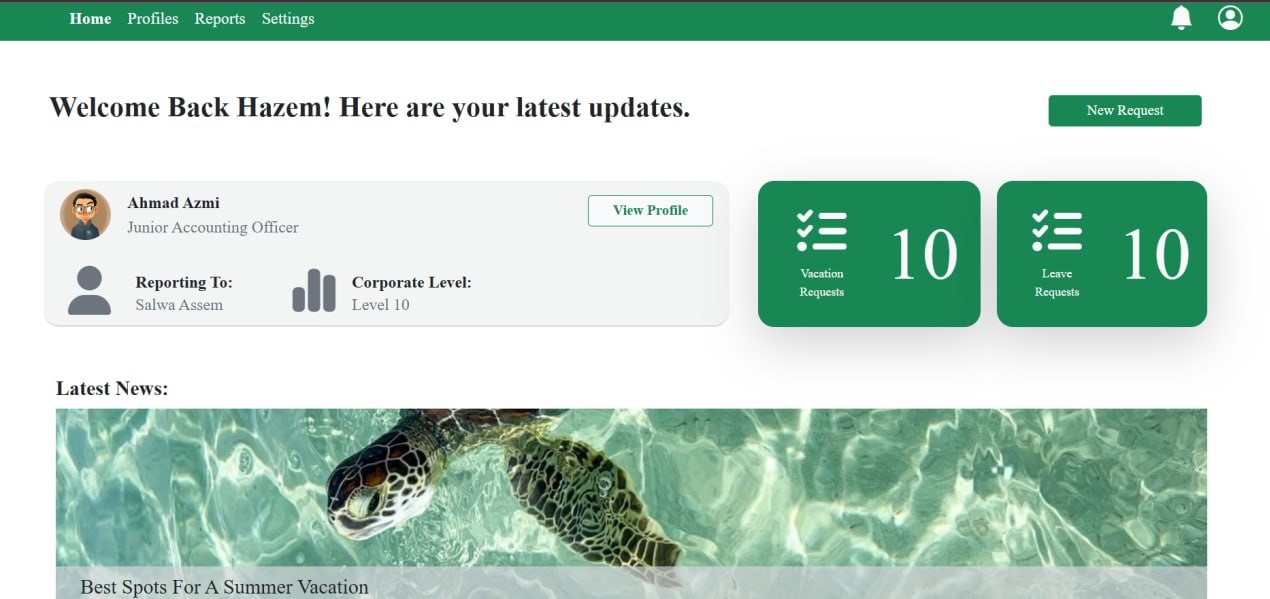 Home Profiles Reports Settings
Welcome Back Hazem! Here are your latest updates.
New Request
Ahmad Azmi
Junior Accounting Officer
View Profile
Reporting To:
Salwa Assem
Corporate Level:
Level 10
Vacation
Requests
10
Leave
Requests
10
Latest News:
Best Spots For A Summer Vacation